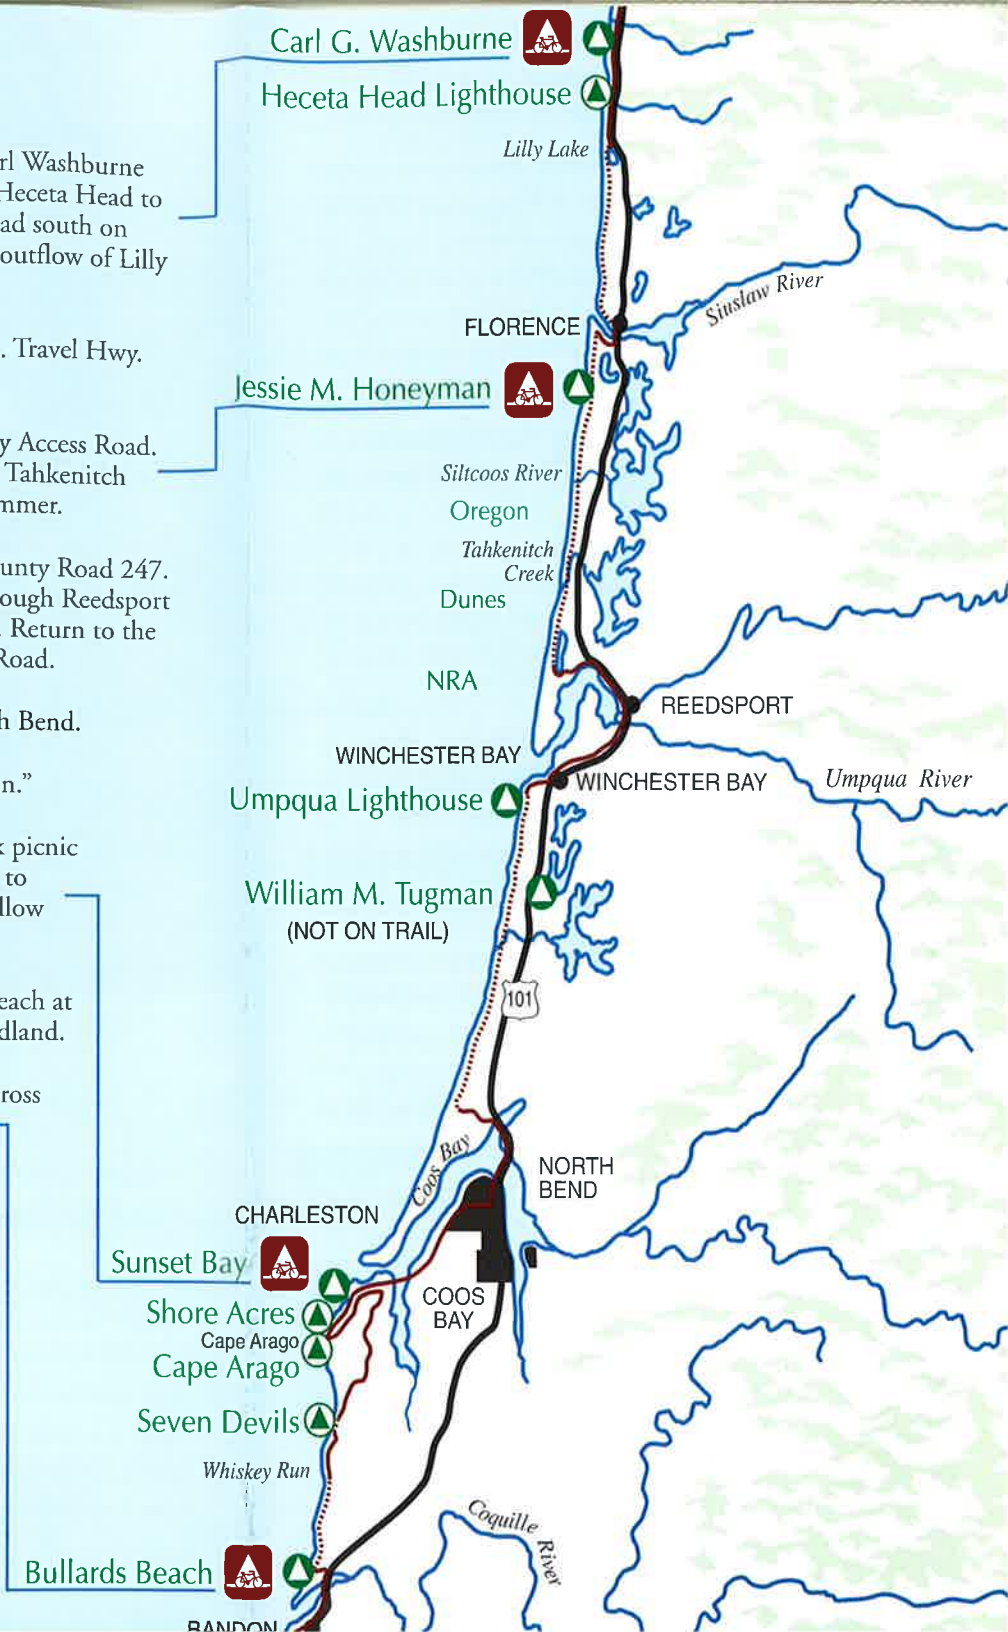 Carl G. Washburne
Heceta Head Lighthouse
Lilly Lake
rl Washburne
Heceta Head to
ad south on
outflow of Lilly
Siuslaw River
FLORENCE
. Travel Hwy.
Jessie M. Honeyman
y Access Road.
Tahkenitch
mmer.
Siltcoos River
Oregon
Tahkenitch
Creek
Dunes
unty Road 247.
ough Reedsport
. Return to the
Road.
NRA
REEDSPORT
h Bend.
WINCHESTER BAY
WINCHESTER BAY
Umpqua River
n.”
Umpqua Lighthouse
k picnic
to
llow
William M. Tugman
(NOT ON TRAIL)
101
each at
dland.
ross
Coos Bay
NORTH
BEND
CHARLESTON
Sunset Bay
COOS
BAY
Shore Acres
Cape Arago
Cape Arago
Seven Devils
Whiskey Run
Coquille River
Bullards Beach
BANDON